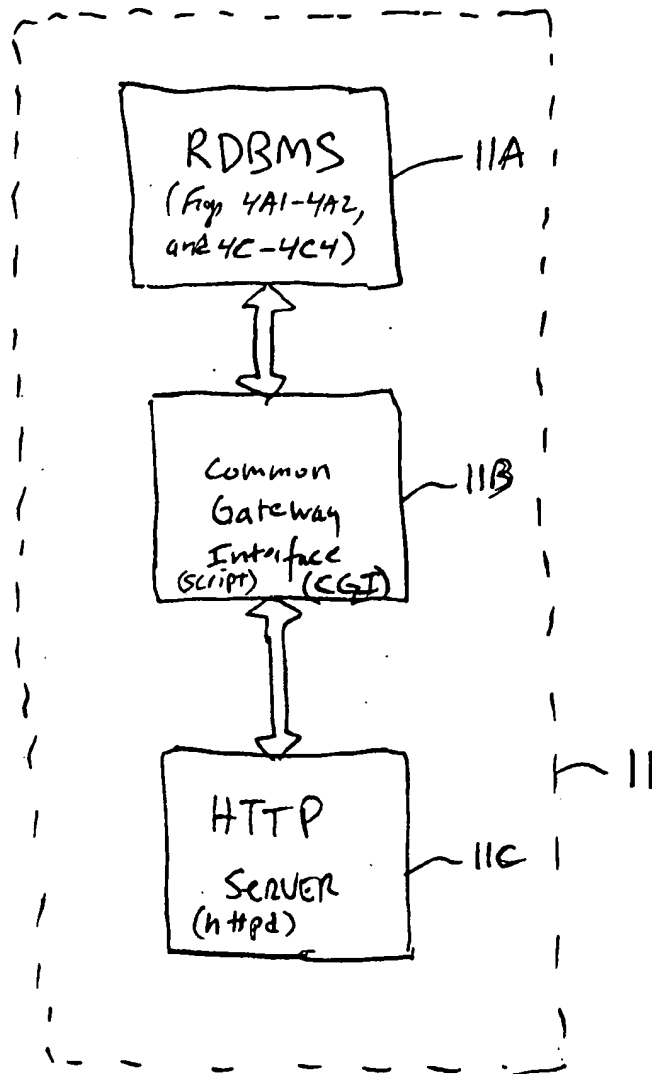 RDBMS
(Figs 4A1-4A2,
and 4C-4C4)
11A
Common
Gateway
Interface
(script) (CGI)
11B
HTTP
SERVER
(httpd)
11C
11